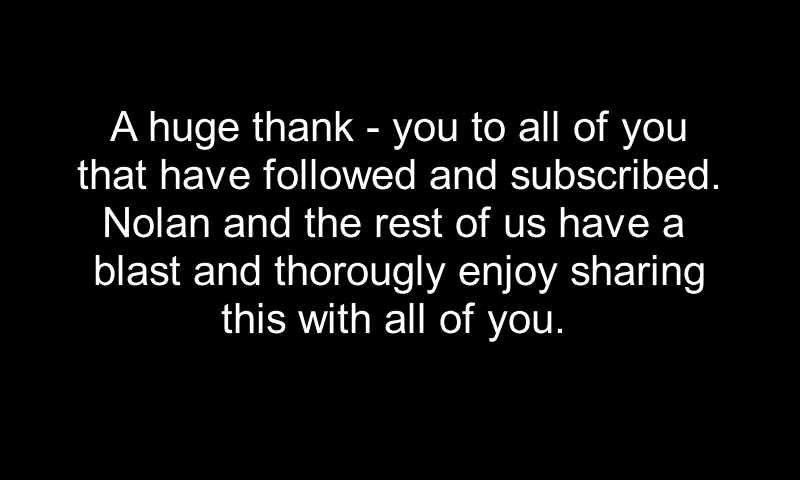 A huge thank - you to all of you
that have followed and subscribed.
Nolan and the rest of us have a
blast and thorougly enjoy sharing
this with all of you.